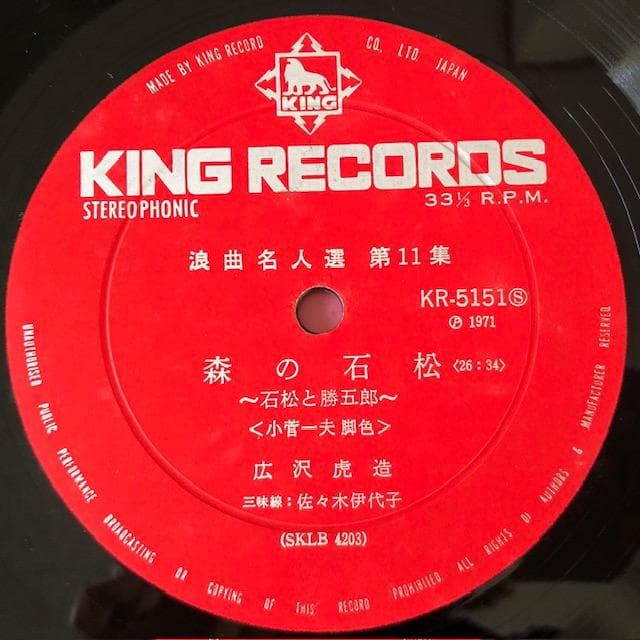 MADE BY KING RECORD CO., LTD. JAPAN
KING
KING RECORDS
STEREOPHONIC
33⅓ R.P.M.
浪曲名人選 第11集
KR-5151Ⓢ
Ⓟ 1971
森の石松〈26:34〉
～石松と勝五郎～
＜小菅一夫 脚色＞
広沢虎造
三味線：佐々木伊代子
(SKLB 4203)
UNAUTHORISED PUBLIC PERFORMANCE BROADCASTING OR COPYING OF THIS RECORD PROHIBITED. ALL RIGHTS OF AUTHORS & MANUFACTURER RESERVED.